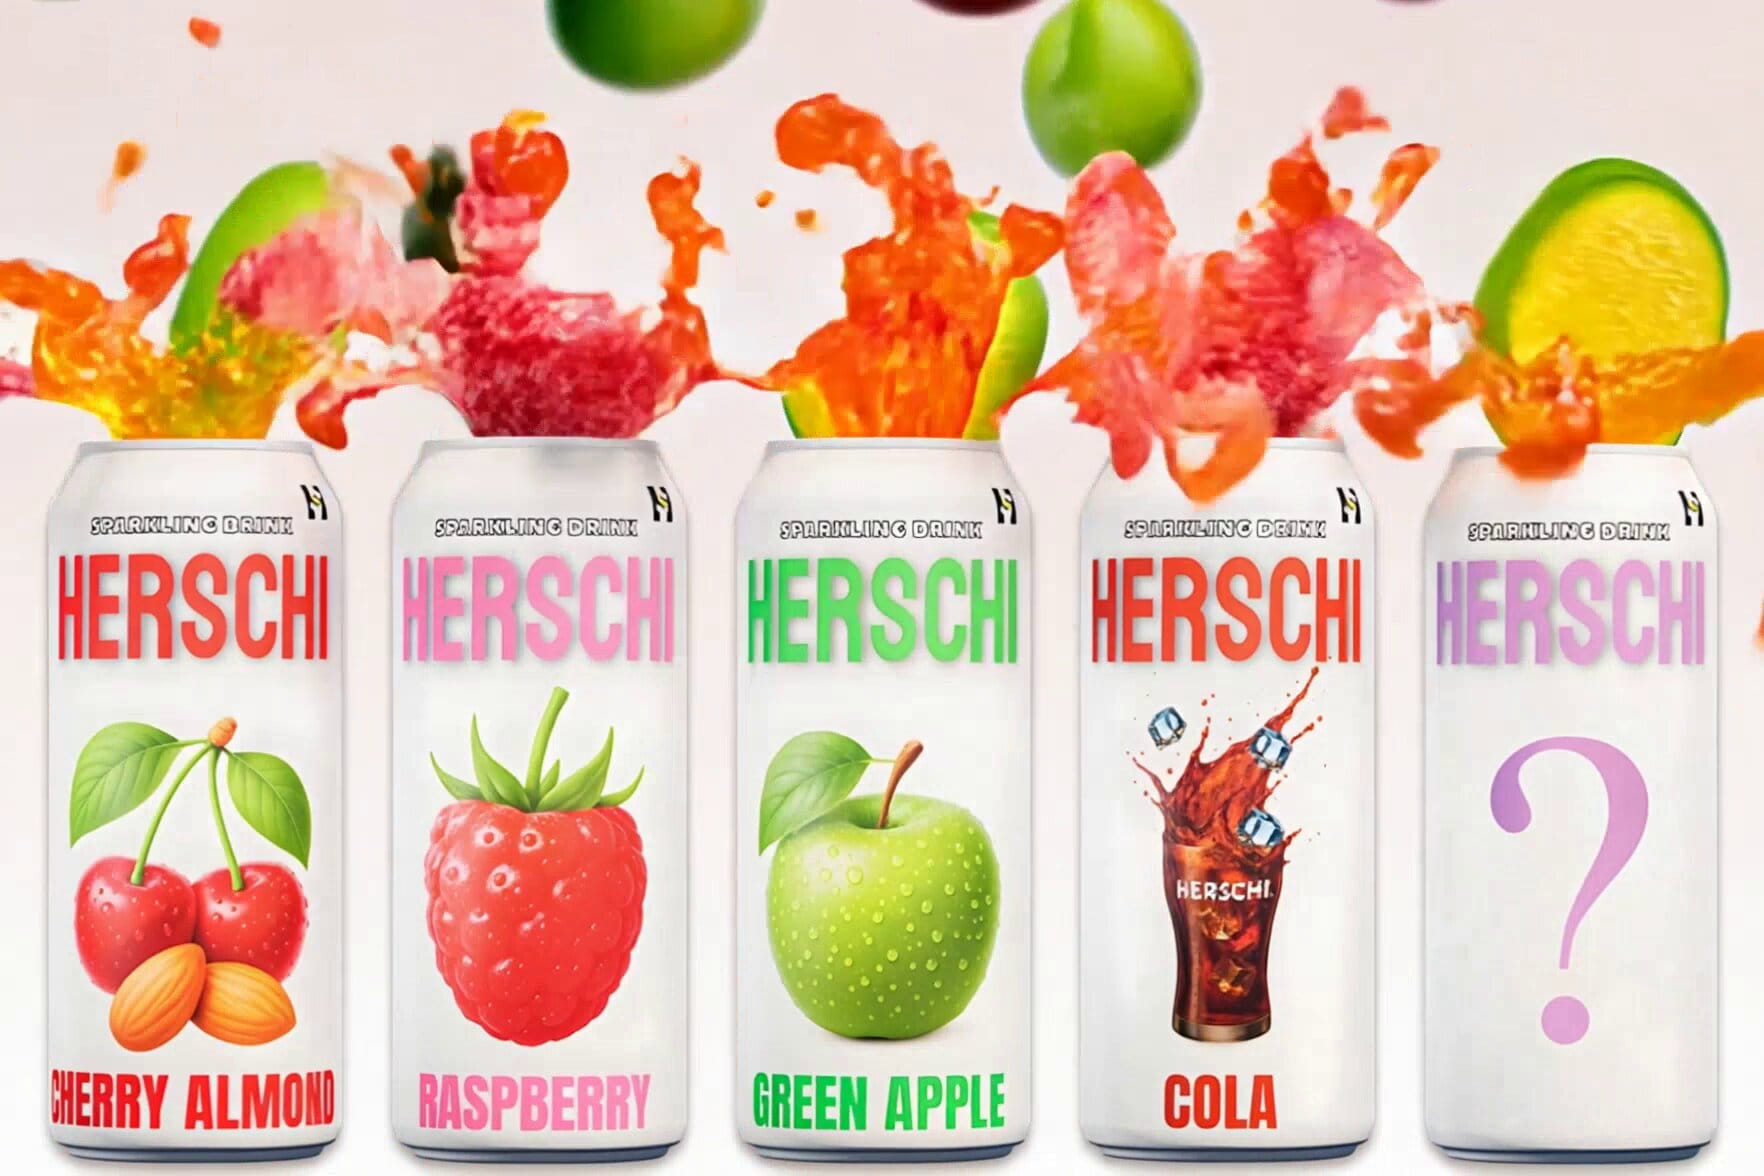 SPARKLING DRINK
HERSCHI
CHERRY ALMOND
SPARKLING DRINK
HERSCHI
RASPBERRY
SPARKLING DRINK
HERSCHI
GREEN APPLE
SPARKLING DRINK
HERSCHI
HERSCHI
COLA
SPARKLING DRINK
HERSCHI
?